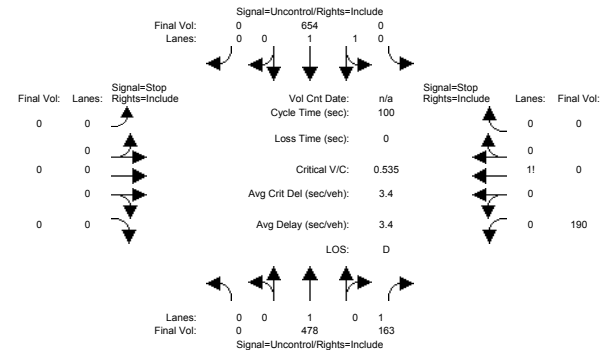 Signal=Uncontrol/Rights=Include
Final Vol: 0 654 0
Lanes: 0 0 1 1 0
Signal=Stop
Final Vol: Lanes: Rights=Include
Vol Cnt Date: n/a
Signal=Stop
Rights=Include Lanes: Final Vol:
Cycle Time (sec): 100
0 0
0 0
Loss Time (sec): 0
0
0
0 0
Critical V/C: 0.535
1! 0
0
Avg Crit Del (sec/veh): 3.4
0
0 0
Avg Delay (sec/veh): 3.4
0 190
LOS: D
Lanes: 0 0 1 0 1
Final Vol: 0 478 163
Signal=Uncontrol/Rights=Include